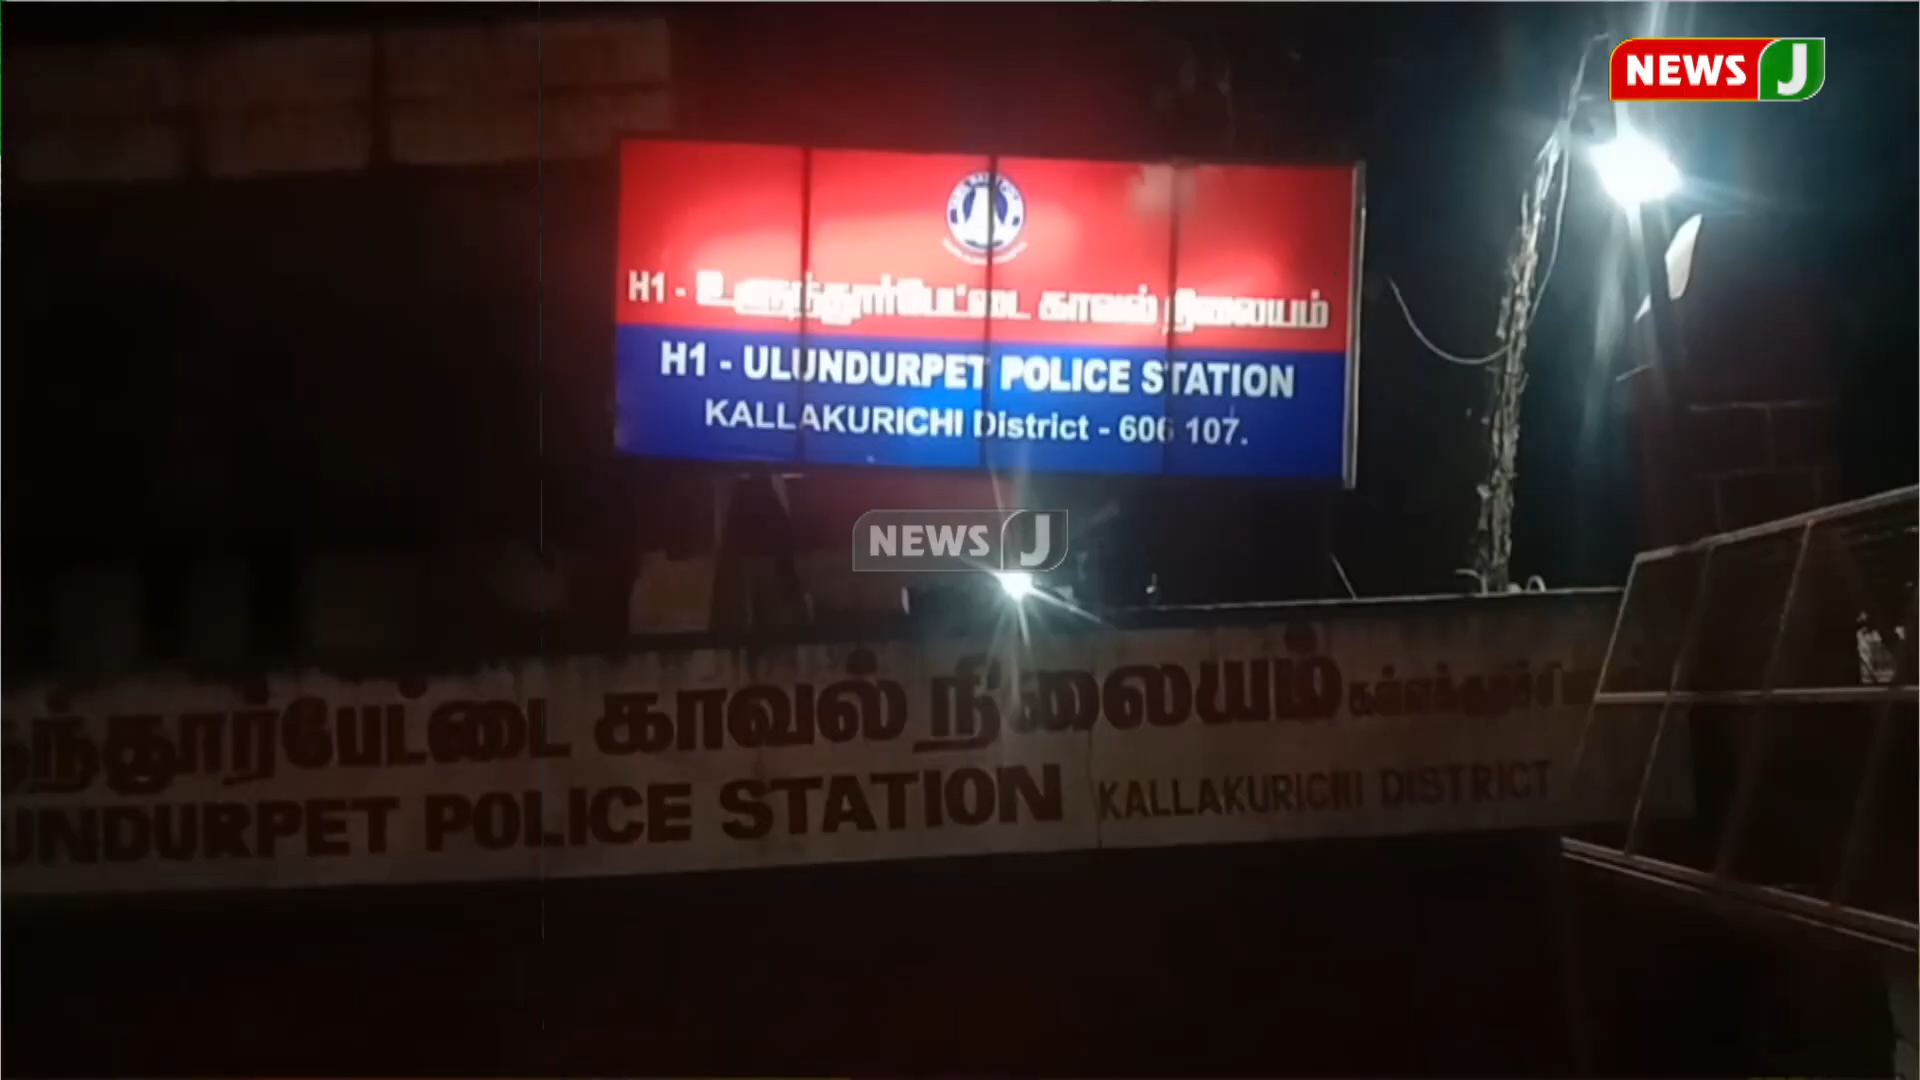 NEWS J
H1 - உளுந்தூர்பேட்டை காவல் நிலையம்
H1 - ULUNDURPET POLICE STATION
KALLAKURICHI District - 606 107.
NEWS J
ந்தூர்பேட்டை காவல் நிலையம்
UNDURPET POLICE STATION KALLAKURICHI DISTRICT